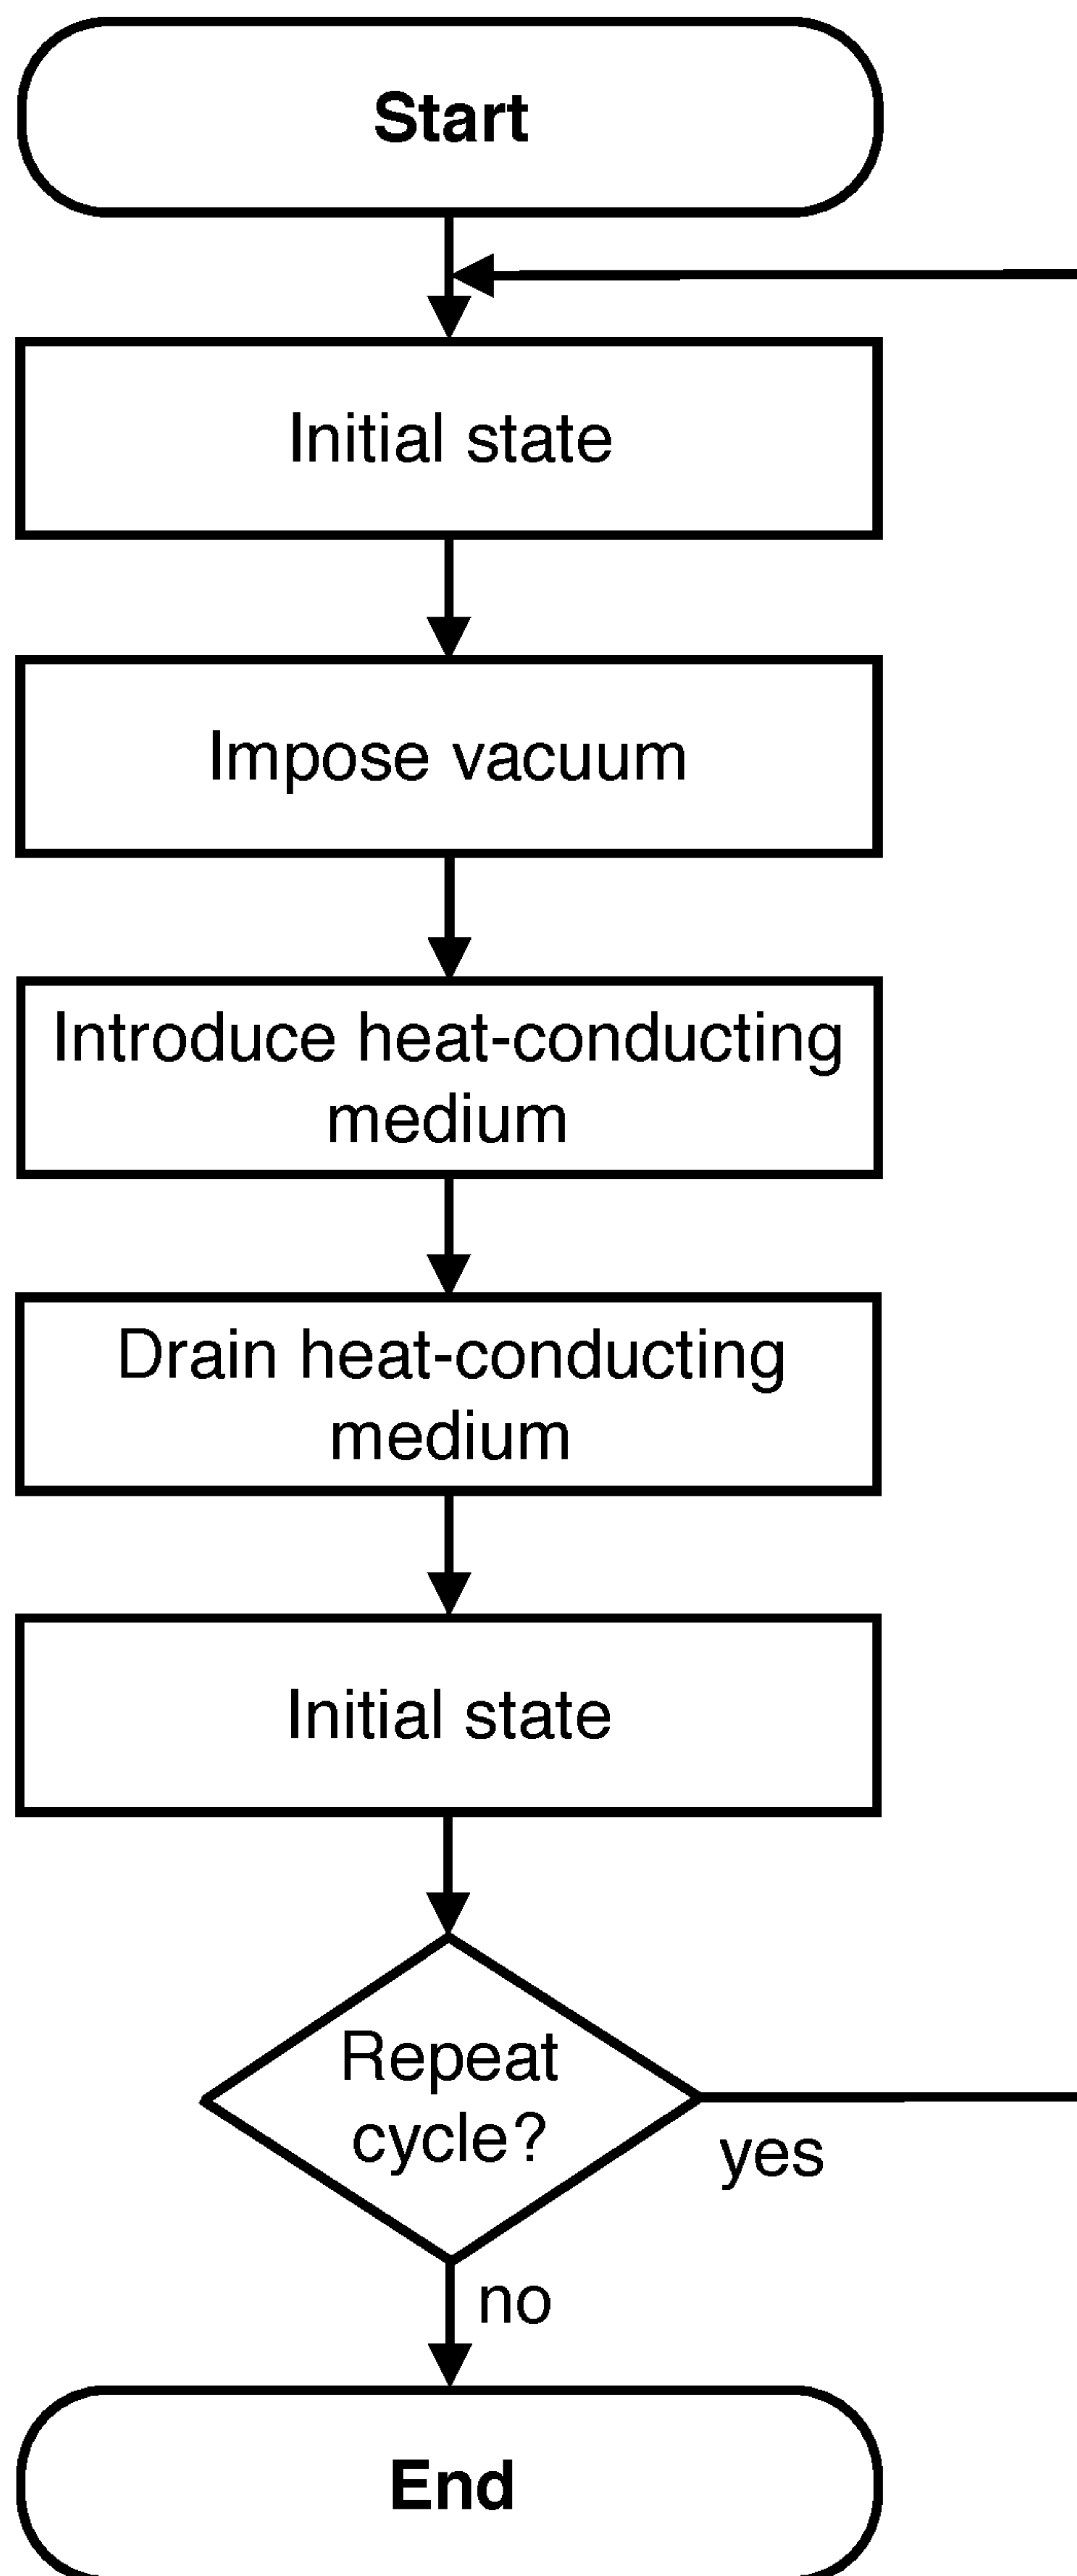 Start
Initial state
Impose vacuum
Introduce heat-conducting
medium
Drain heat-conducting
medium
Initial state
Repeat
cycle?
yes
no
End